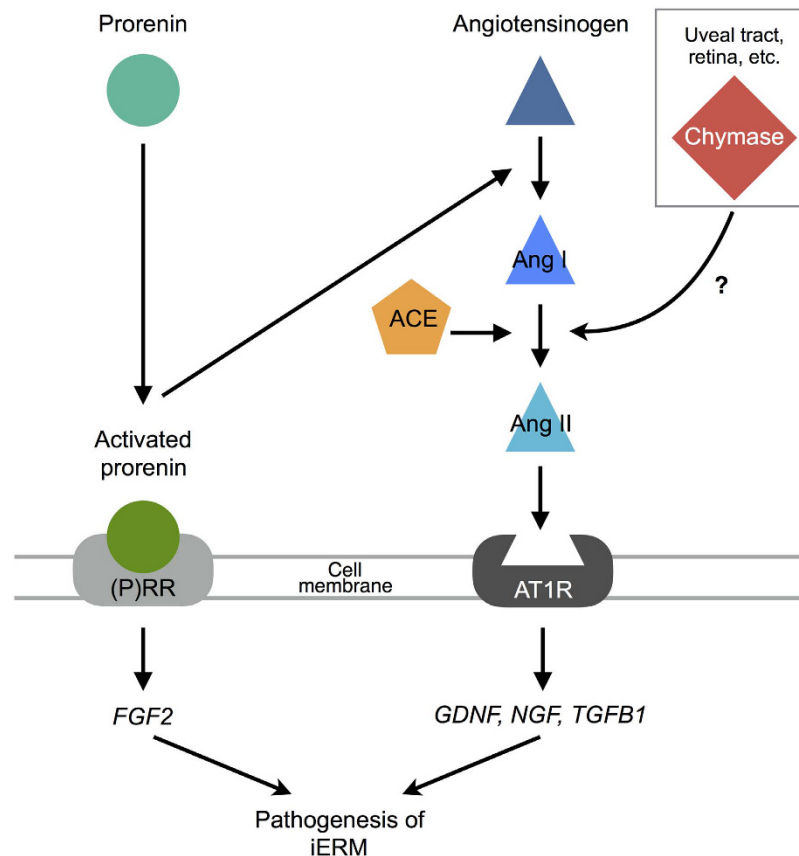 Prorenin
Angiotensinogen
Uveal tract,
retina, etc.
Chymase
Ang I
?
ACE
Ang II
Activated
prorenin
(P)RR
Cell
membrane
AT1R
FGF2
GDNF, NGF, TGFB1
Pathogenesis of
iERM